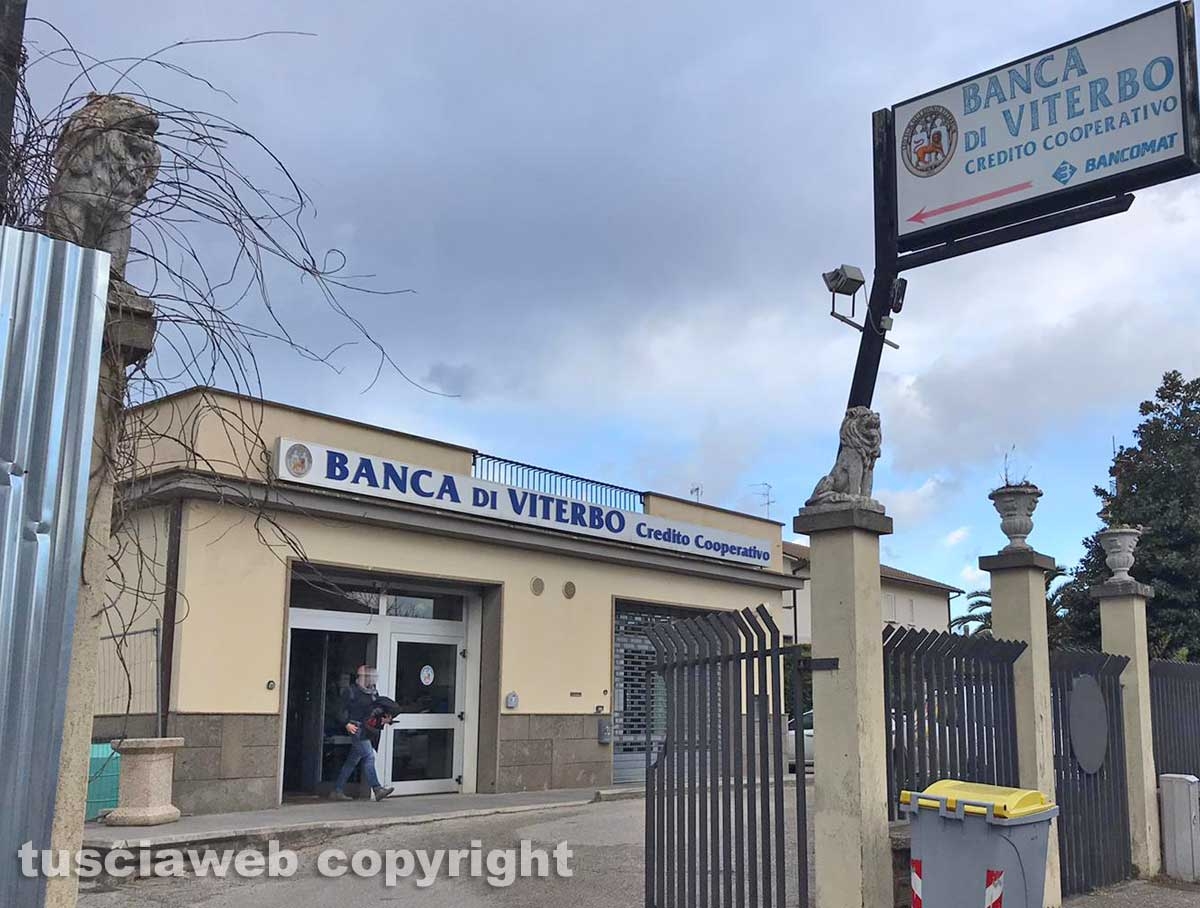 BANCA
DI VITERBO
CREDITO COOPERATIVO
BANCOMAT
BANCA DI VITERBO Credito Cooperativo
tusciaweb copyright